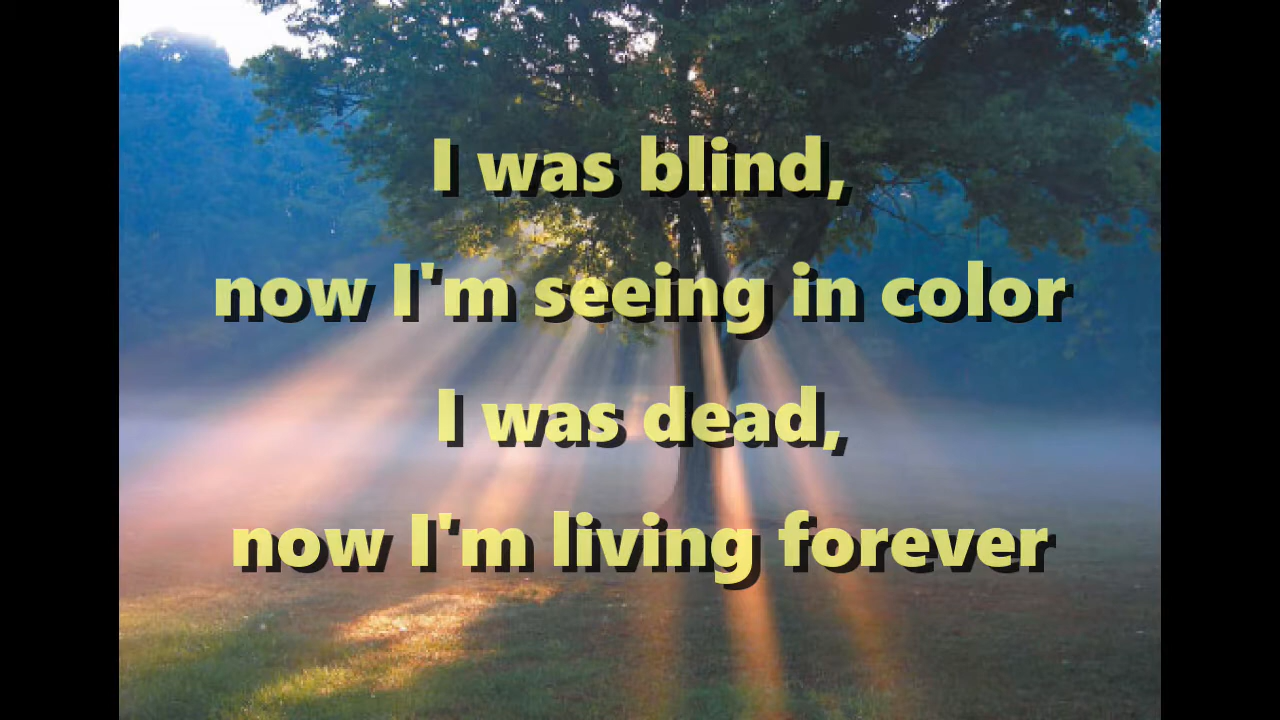 I was blind,
now I'm seeing in color
I was dead,
now I'm living forever